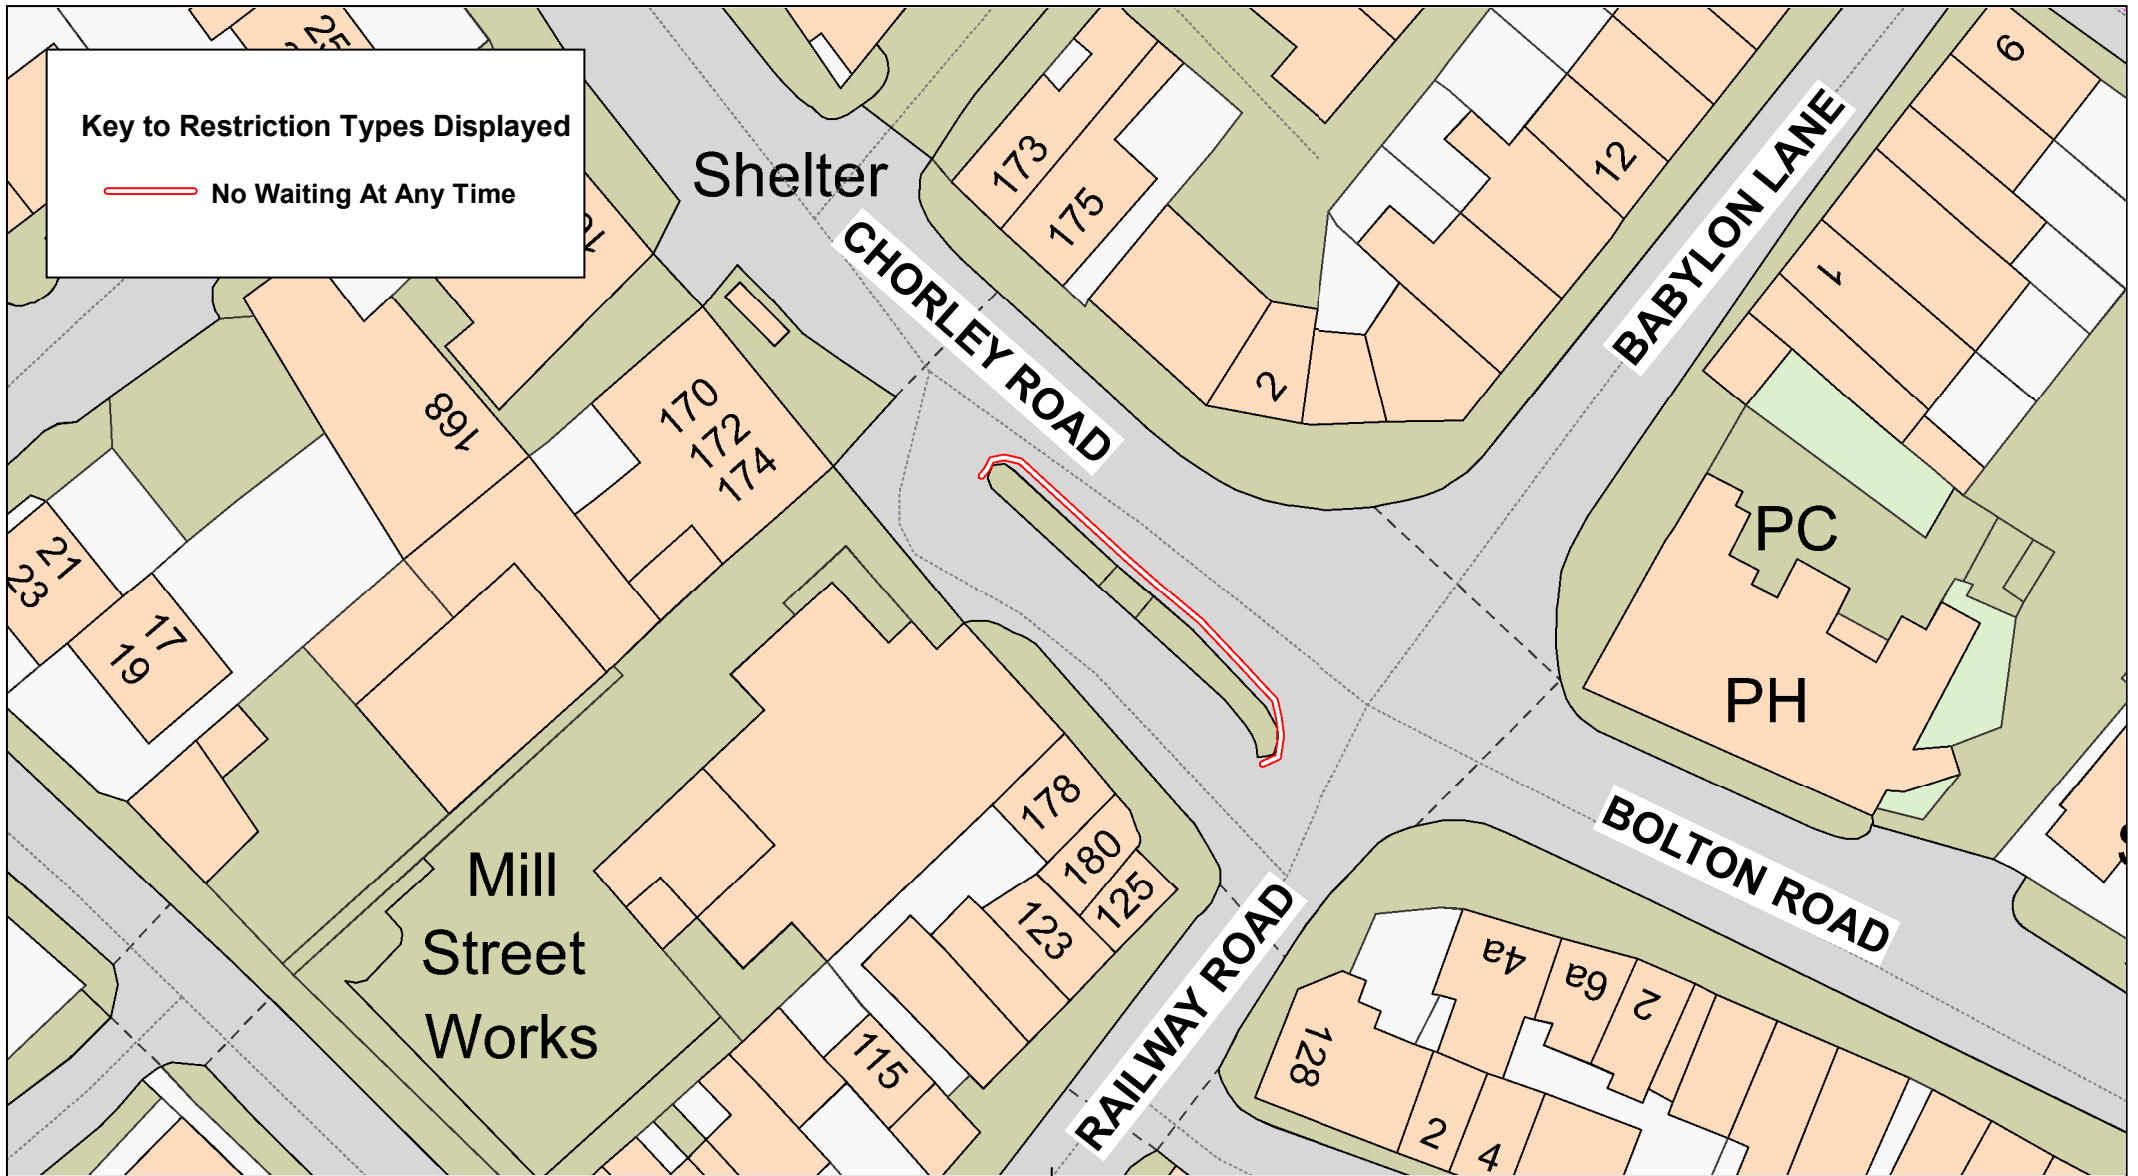 25
Key to Restriction Types Displayed
No Waiting At Any Time
Shelter
CHORLEY ROAD
BABYLON LANE
173
175
12
9
1
2
168
170
172
174
21
23
17
19
PC
PH
BOLTON ROAD
RAILWAY ROAD
178
180
125
123
115
Mill
Street
Works
4a
6a
2
128
2
4